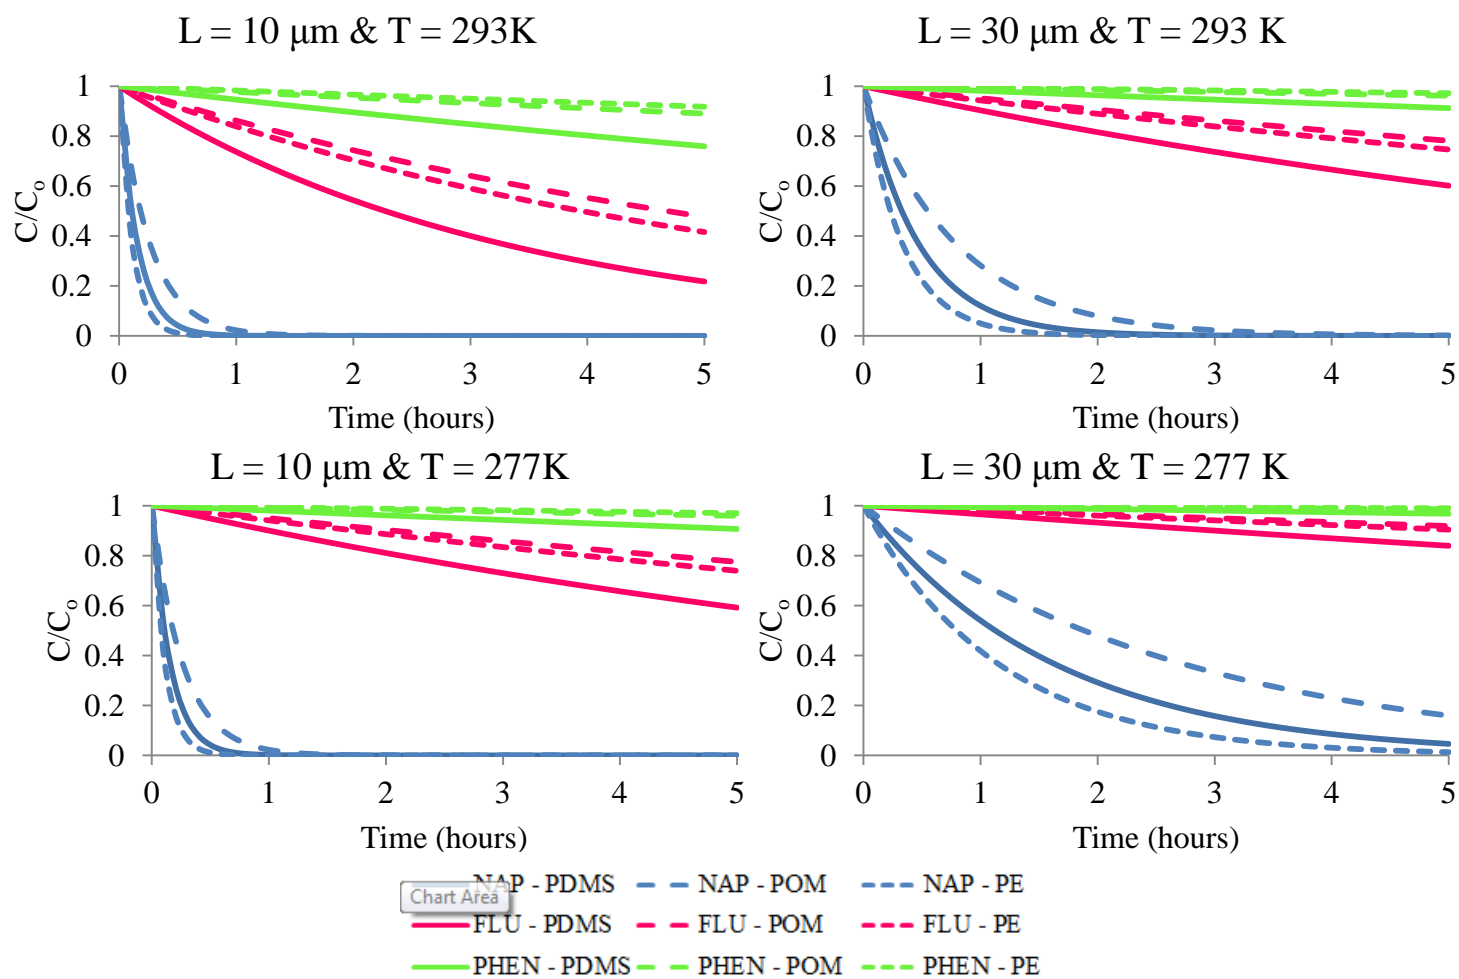 L = 10 μm & T = 293K
1
0.8
0.6
0.4
0.2
0
C/Co
0 1 2 3 4 5
Time (hours)
L = 30 μm & T = 293 K
1
0.8
0.6
0.4
0.2
0
C/Co
0 1 2 3 4 5
Time (hours)
L = 10 μm & T = 277K
1
0.8
0.6
0.4
0.2
0
C/Co
0 1 2 3 4 5
Time (hours)
L = 30 μm & T = 277 K
1
0.8
0.6
0.4
0.2
0
C/Co
0 1 2 3 4 5
Time (hours)
NAP - PDMS NAP - POM NAP - PE
Chart Area
FLU - PDMS FLU - POM FLU - PE
PHEN - PDMS PHEN - POM PHEN - PE